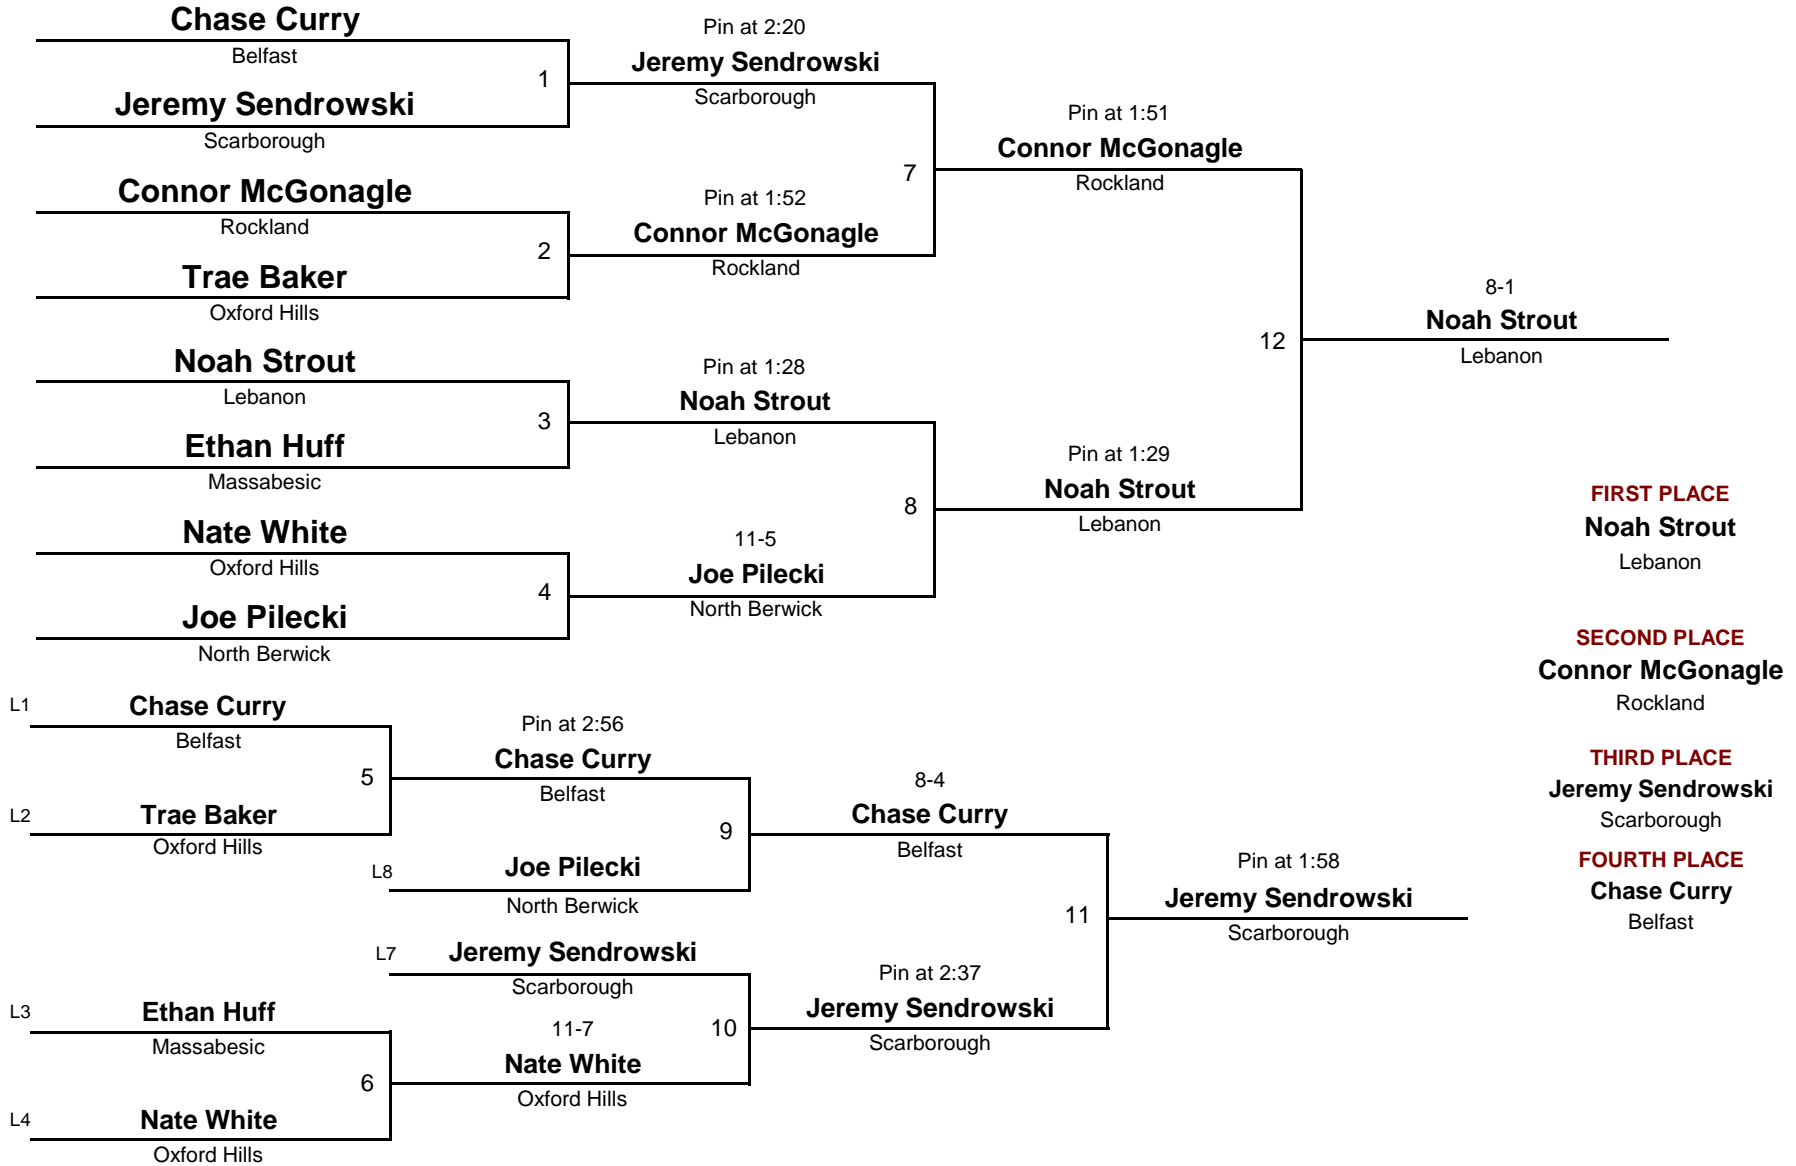 Chase Curry
Belfast
1
Jeremy Sendrowski
Scarborough
Pin at 2:20
Jeremy Sendrowski
Scarborough
Connor McGonagle
Rockland
2
Trae Baker
Oxford Hills
Pin at 1:52
Connor McGonagle
Rockland
7
Pin at 1:51
Connor McGonagle
Rockland
Noah Strout
Lebanon
3
Ethan Huff
Massabesic
Pin at 1:28
Noah Strout
Lebanon
Nate White
Oxford Hills
4
Joe Pilecki
North Berwick
11-5
Joe Pilecki
North Berwick
8
Pin at 1:29
Noah Strout
Lebanon
12
8-1
Noah Strout
Lebanon
FIRST PLACE
Noah Strout
Lebanon
SECOND PLACE
Connor McGonagle
Rockland
THIRD PLACE
Jeremy Sendrowski
Scarborough
FOURTH PLACE
Chase Curry
Belfast
L1
Chase Curry
Belfast
5
L2
Trae Baker
Oxford Hills
Pin at 2:56
Chase Curry
Belfast
9
L8
Joe Pilecki
North Berwick
8-4
Chase Curry
Belfast
L7
Jeremy Sendrowski
Scarborough
L3
Ethan Huff
Massabesic
6
L4
Nate White
Oxford Hills
11-7
Nate White
Oxford Hills
10
Pin at 2:37
Jeremy Sendrowski
Scarborough
11
Pin at 1:58
Jeremy Sendrowski
Scarborough